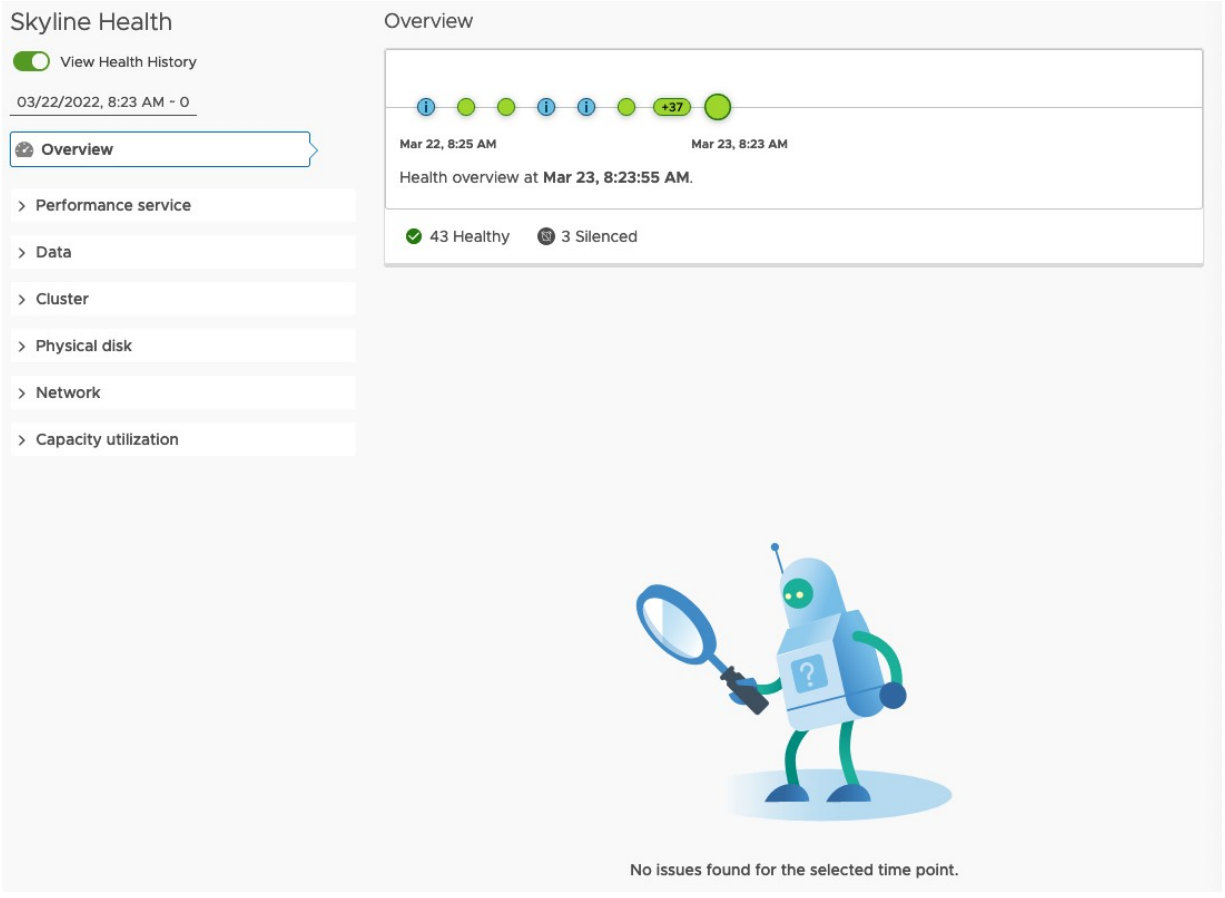 Skyline Health
View Health History
03/22/2022, 8:23 AM - 0
Overview
Performance service
Data
Cluster
Physical disk
Network
Capacity utilization
Overview
i i i +37
Mar 22, 8:25 AM Mar 23, 8:23 AM
Health overview at Mar 23, 8:23:55 AM.
43 Healthy 3 Silenced
?
No issues found for the selected time point.